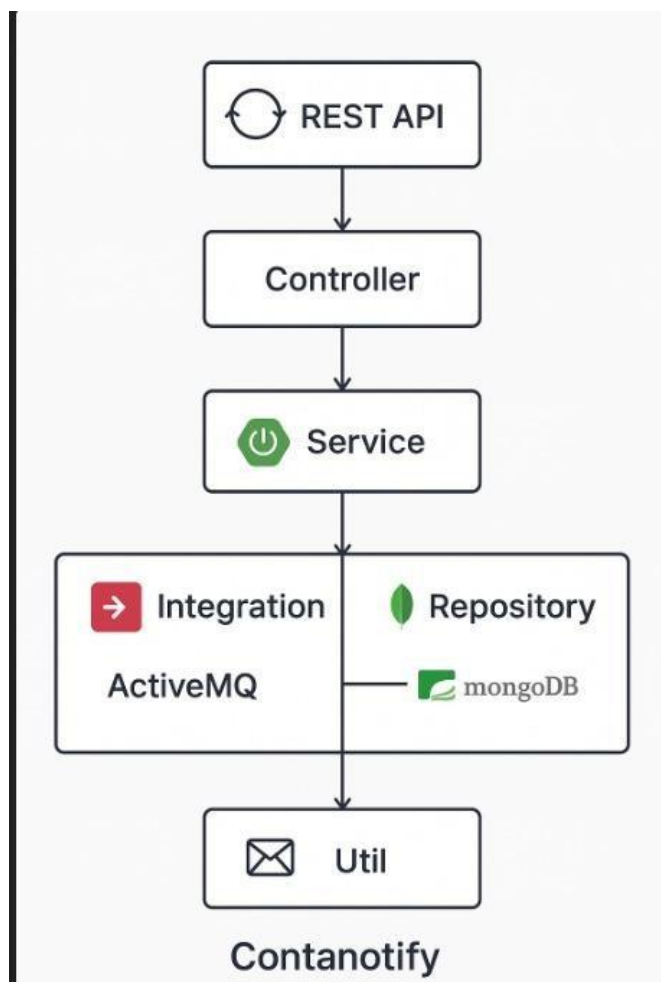 REST API
Controller
Service
Integration
Repository
ActiveMQ
mongoDB
Util
Contanotify